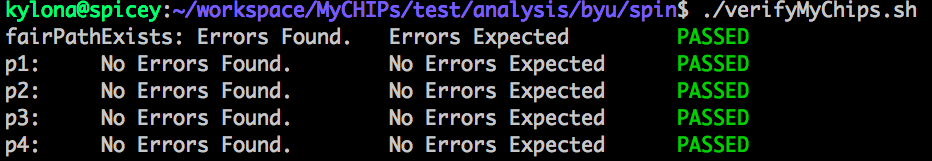 kylona@spicey:~/workspace/MyCHIPs/test/analysis/byu/spin$ ./verifyMyChips.sh
fairPathExists: Errors Found.   Errors Expected         PASSED
p1:     No Errors Found.        No Errors Expected      PASSED
p2:     No Errors Found.        No Errors Expected      PASSED
p3:     No Errors Found.        No Errors Expected      PASSED
p4:     No Errors Found.        No Errors Expected      PASSED